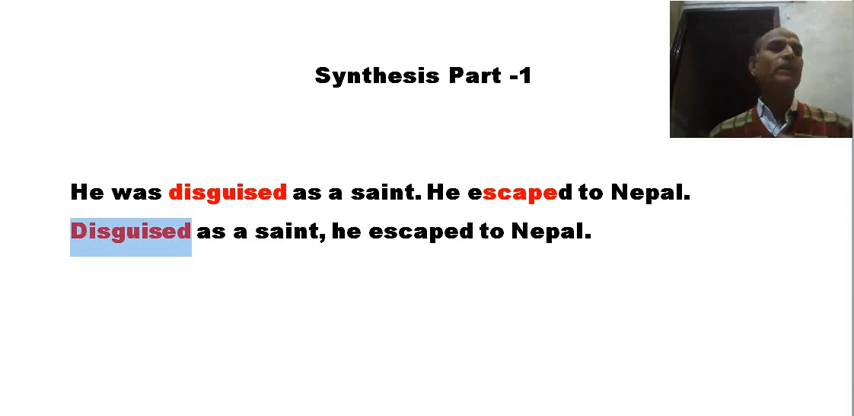 Synthesis Part -1
He was disguised as a saint. He escaped to Nepal.
Disguised as a saint, he escaped to Nepal.